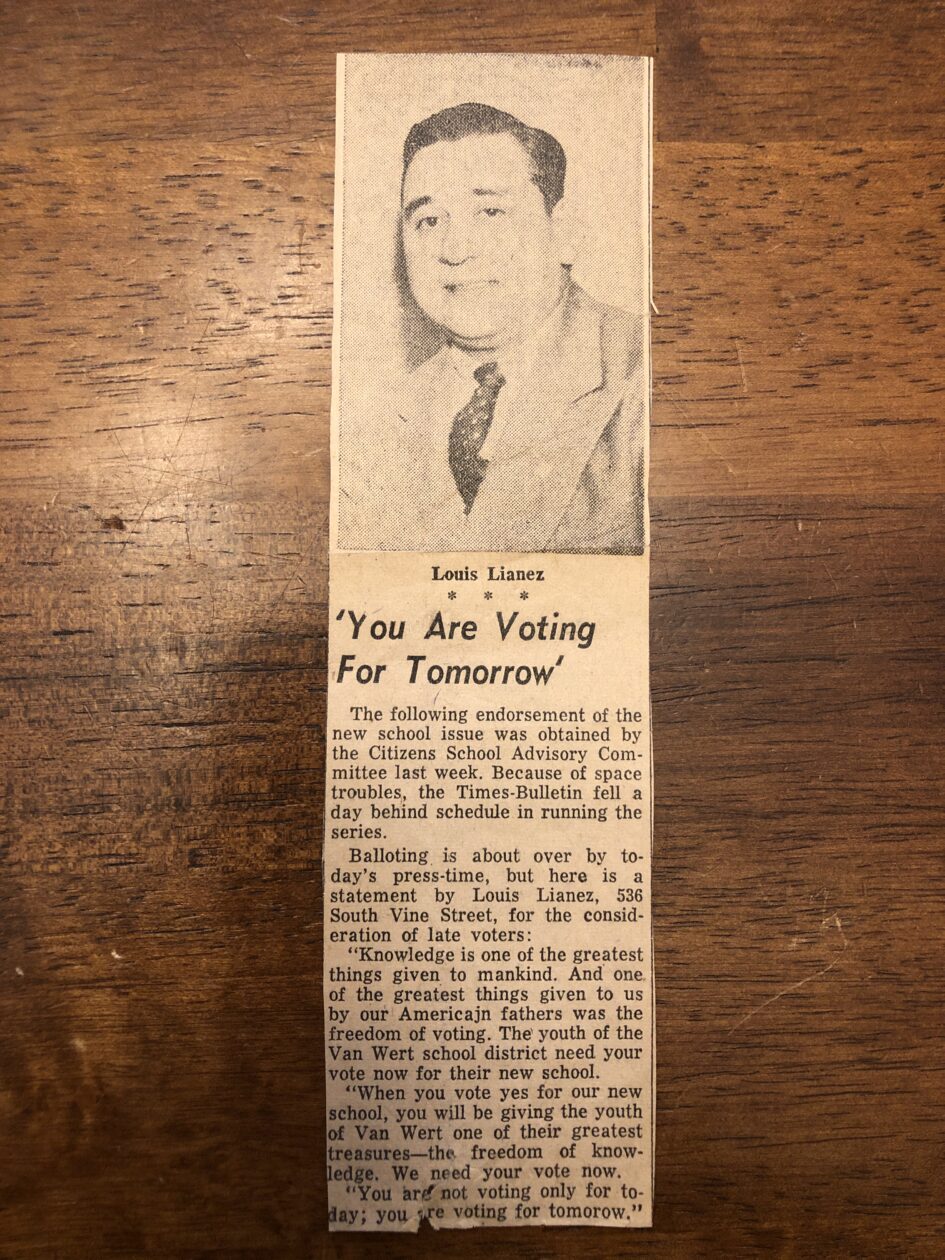 Louis Lianez
* * *
'You Are Voting
For Tomorrow'
The following endorsement of the
new school issue was obtained by
the Citizens School Advisory Com-
mittee last week. Because of space
troubles, the Times-Bulletin fell a
day behind schedule in running the
series.
Balloting is about over by to-
day's press-time, but here is a
statement by Louis Lianez, 536
South Vine Street, for the consid-
eration of late voters:
"Knowledge is one of the greatest
things given to mankind. And one
of the greatest things given to us
by our Americajn fathers was the
freedom of voting. The youth of the
Van Wert school district need your
vote now for their new school.
"When you vote yes for our new
school, you will be giving the youth
of Van Wert one of their greatest
treasures—the freedom of know-
ledge. We need your vote now.
"You are not voting only for to-
day; you are voting for tomorow."